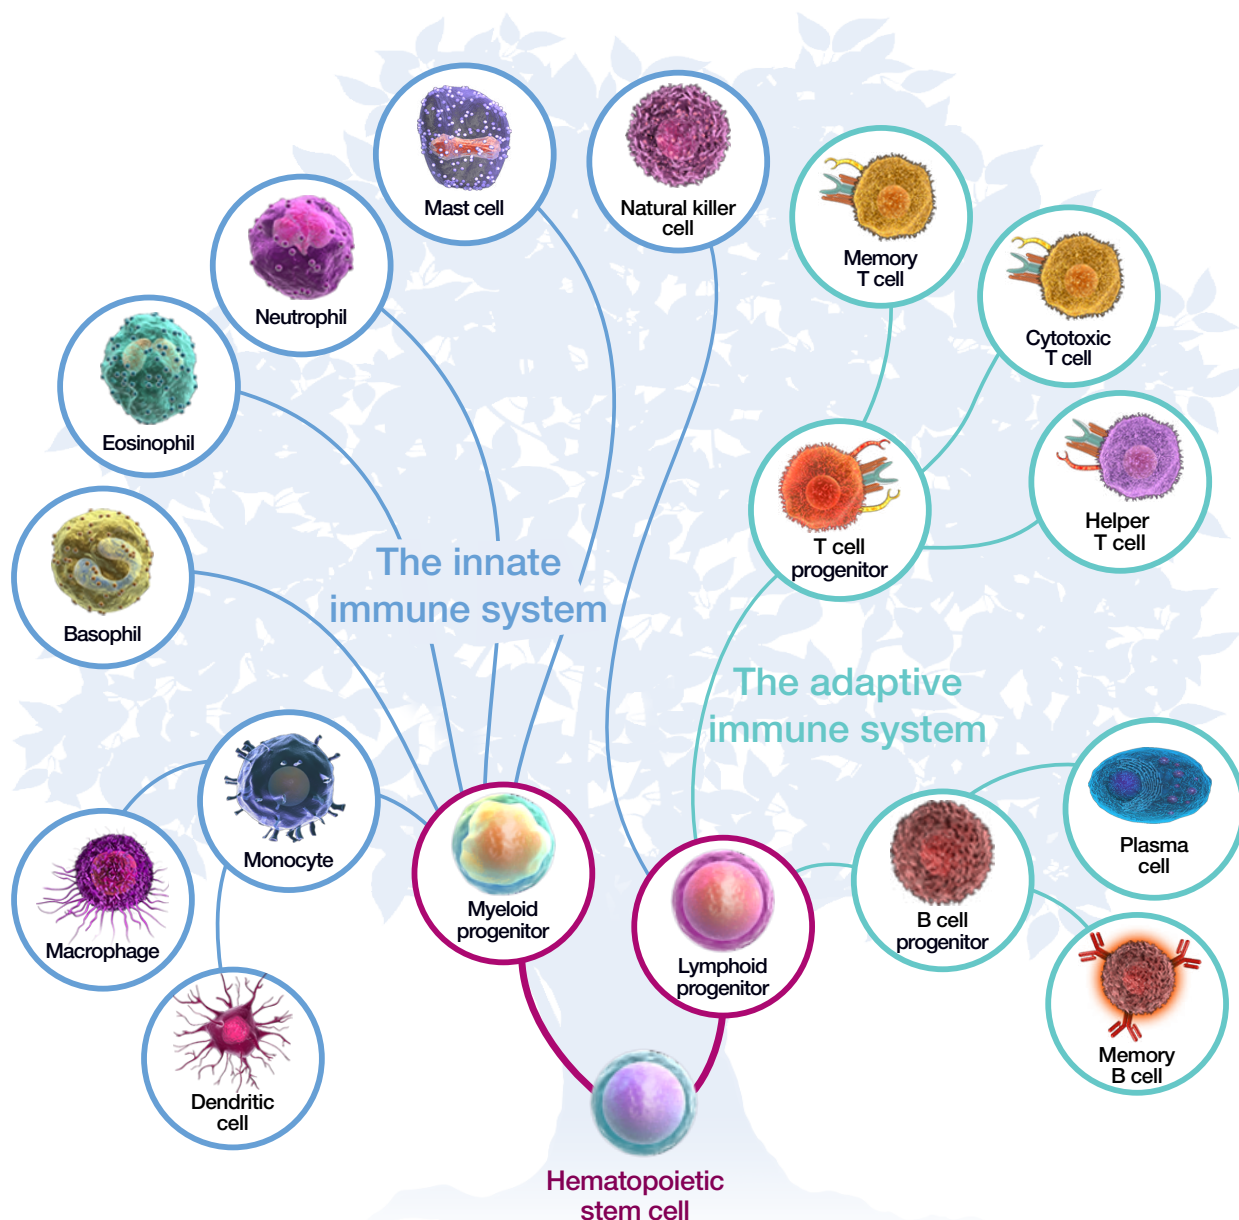 Mast cell
Natural killer
cell
Memory
T cell
Neutrophil
Cytotoxic
T cell
Eosinophil
Helper
T cell
T cell
progenitor
The innate
immune system
Basophil
The adaptive
immune system
Plasma
cell
Monocyte
Myeloid
progenitor
B cell
progenitor
Macrophage
Lymphoid
progenitor
Memory
B cell
Dendritic
cell
Hematopoietic
stem cell